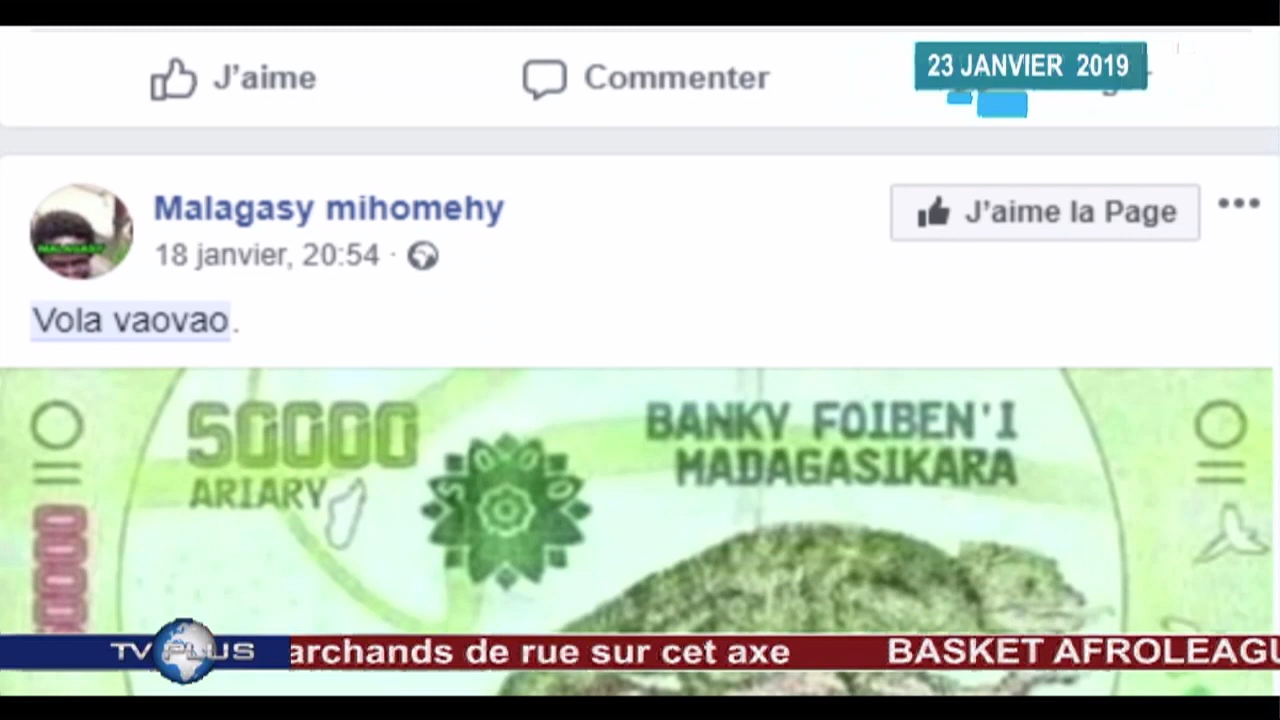 J'aime
Commenter
23 JANVIER 2019
Malagasy mihomehy
J'aime la Page
18 janvier, 20:54 ·
Vola vaovao.
50000
ARIARY
BANKY FOIBEN'I
MADAGASIKARA
TV PLUS
archands de rue sur cet axe
BASKET AFROLEAGU